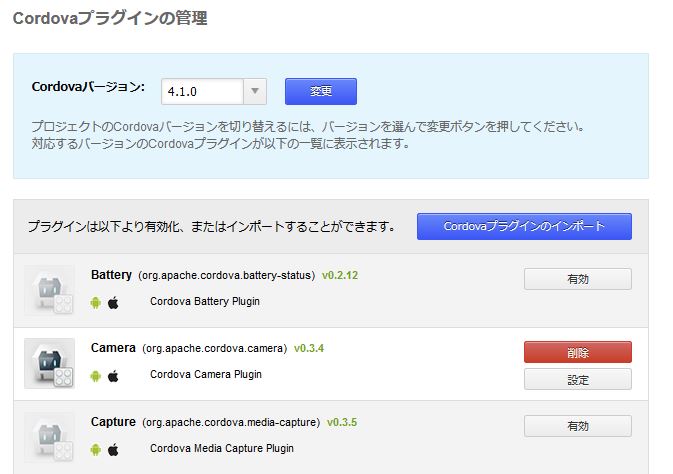 Cordovaプラグインの管理
Cordovaバージョン: 4.1.0 変更
プロジェクトのCordovaバージョンを切り替えるには、バージョンを選んで変更ボタンを押してください。
対応するバージョンのCordovaプラグインが以下の一覧に表示されます。
プラグインは以下より有効化、またはインポートすることができます。 Cordovaプラグインのインポート
Battery (org.apache.cordova.battery-status) v0.2.12 有効
Cordova Battery Plugin
Camera (org.apache.cordova.camera) v0.3.4 削除
Cordova Camera Plugin 設定
Capture (org.apache.cordova.media-capture) v0.3.5 有効
Cordova Media Capture Plugin